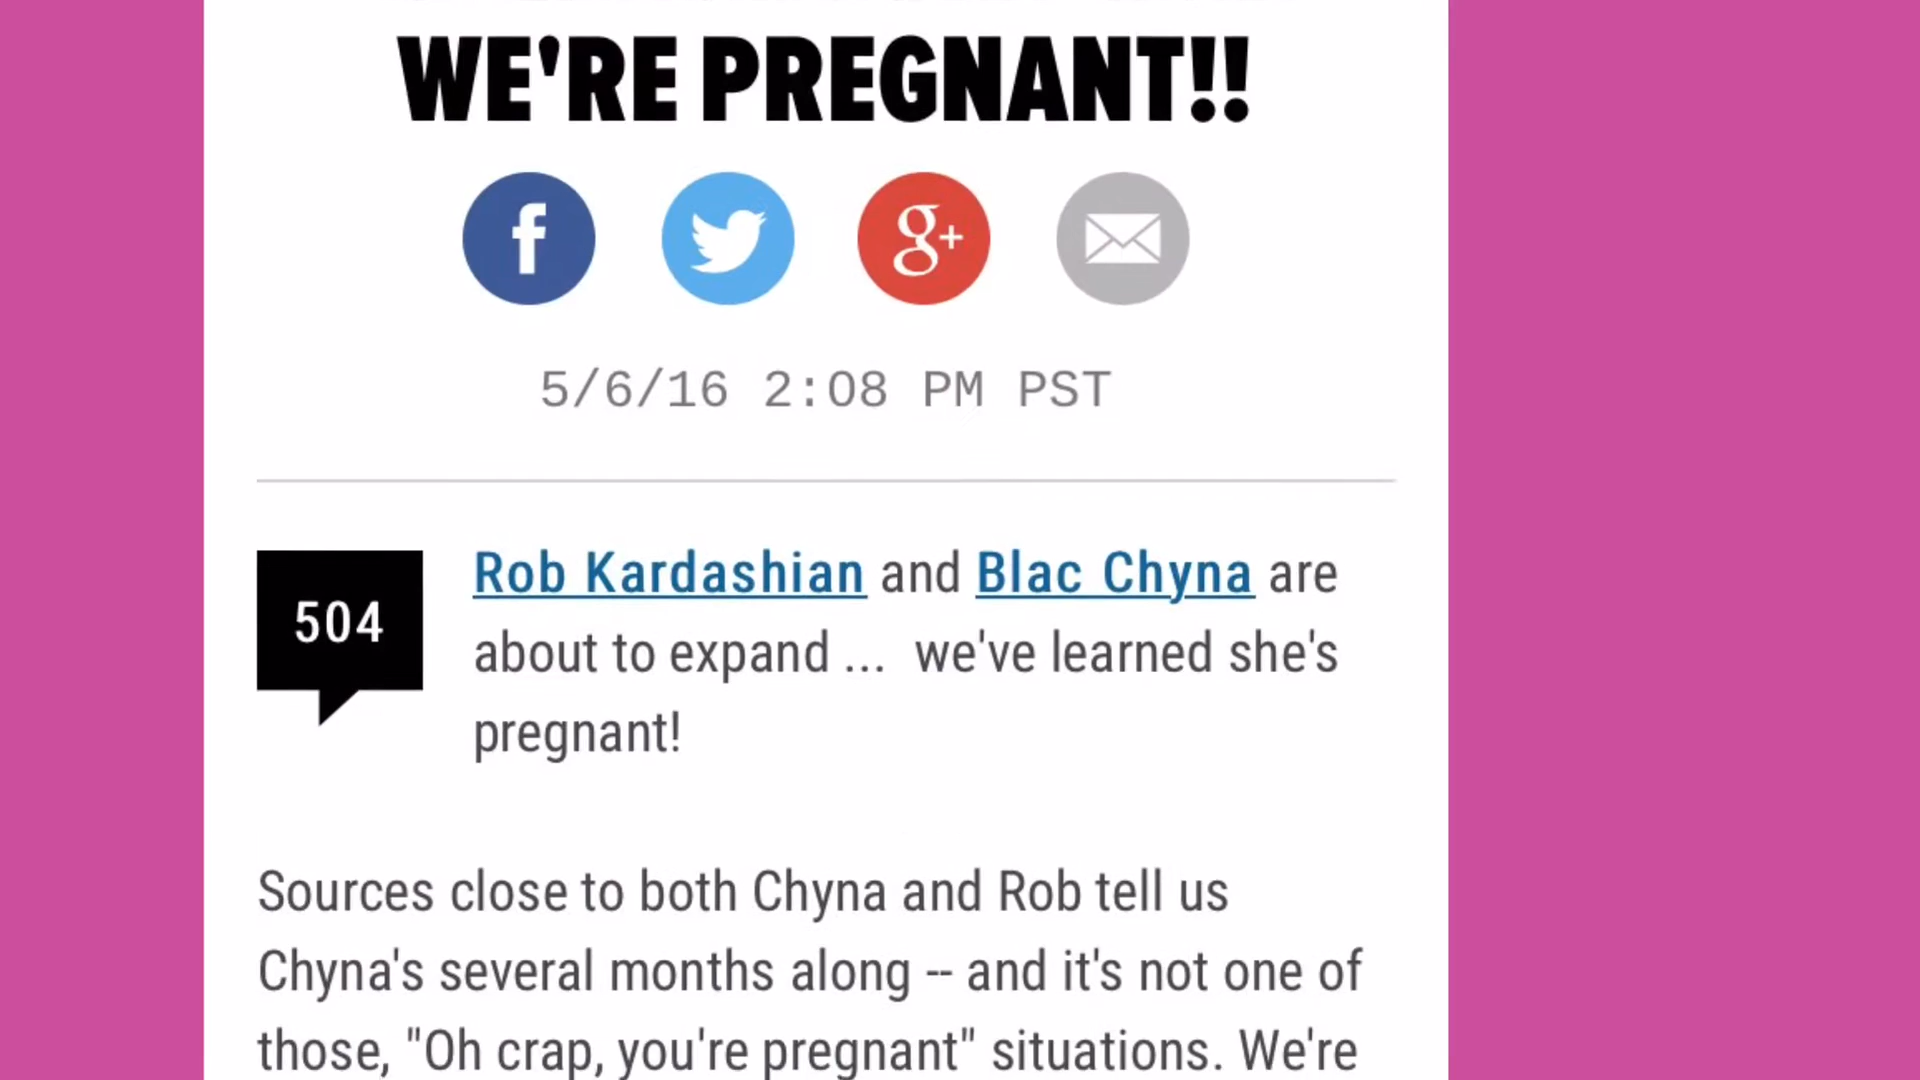 WE'RE PREGNANT!!
f
g+
5/6/16 2:08 PM PST
504
Rob Kardashian and Blac Chyna are
about to expand ...  we've learned she's
pregnant!
Sources close to both Chyna and Rob tell us
Chyna's several months along -- and it's not one of
those, "Oh crap, you're pregnant" situations. We're